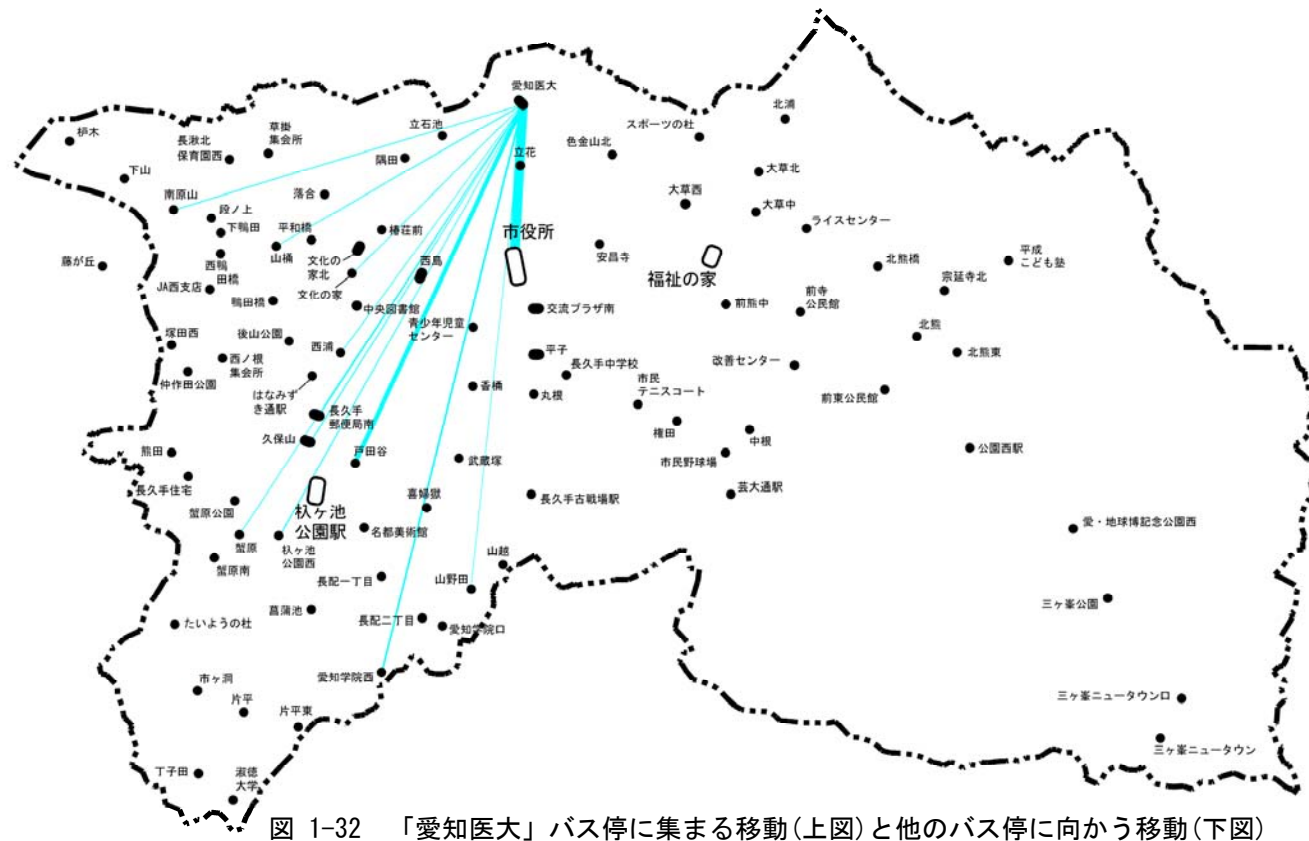 愛知医大
北浦
スポーツの杜
立石池
草掛
集会所
長湫北
保育園西
栌木
色金山北
隅田
立花
下山
大草北
落合
南原山
大草西
段ノ上
大草中
ライスセンター
下鴨田
平和橋
椿荘前
市役所
安昌寺
山桶
文化の
家北
西島
福祉の家
北熊橋
平成
こども塾
藤が丘
西鴨
田橋
宗延寺北
JA西支店
文化の家
鴨田橋
中央図書館
交流プラザ南
前熊中
前寺
公民館
青少年児童
センター
塚田西
後山公園
西浦
平子
北熊
西ノ根
集会所
長久手中学校
改善センター
北熊東
仲作田公園
はなみず
き通駅
香桶
丸根
市民
テニスコート
前東公民館
長久手
郵便局南
権田
中根
久保山
熊田
戸田谷
武蔵塚
市民野球場
公園西駅
長久手住宅
喜婦嶽
長久手古戦場駅
芸大通駅
蟹原公園
杁ヶ池
公園駅
名都美術館
愛・地球博記念公園西
蟹原
杁ヶ池
公園西
蟹原南
山越
長配一丁目
山野田
三ヶ峯公園
菖蒲池
たいようの杜
長配二丁目
愛知学院口
愛知学院西
市ヶ洞
三ヶ峯ニュータウン口
片平
片平東
三ヶ峯ニュータウン
丁子田
淑徳
大学
図 1-32 「愛知医大」バス停に集まる移動(上図)と他のバス停に向かう移動(下図)